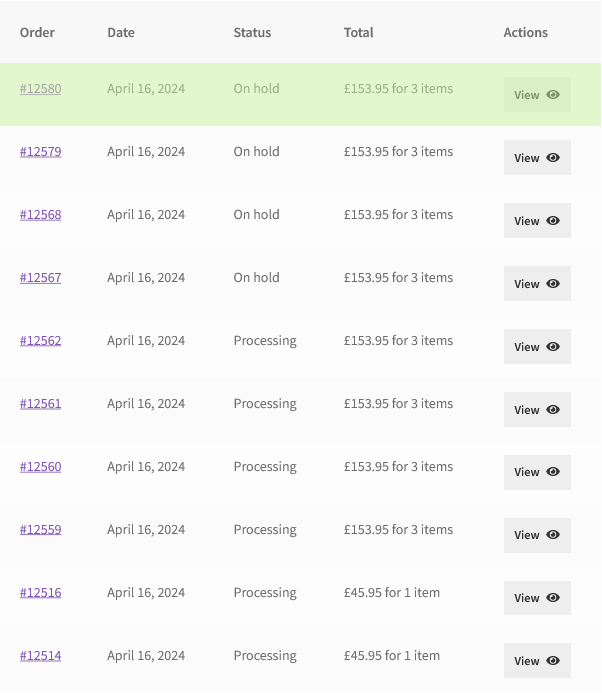 Order Date Status Total Actions
#12580 April 16, 2024 On hold £153.95 for 3 items View
#12579 April 16, 2024 On hold £153.95 for 3 items View
#12568 April 16, 2024 On hold £153.95 for 3 items View
#12567 April 16, 2024 On hold £153.95 for 3 items View
#12562 April 16, 2024 Processing £153.95 for 3 items View
#12561 April 16, 2024 Processing £153.95 for 3 items View
#12560 April 16, 2024 Processing £153.95 for 3 items View
#12559 April 16, 2024 Processing £153.95 for 3 items View
#12516 April 16, 2024 Processing £45.95 for 1 item View
#12514 April 16, 2024 Processing £45.95 for 1 item View